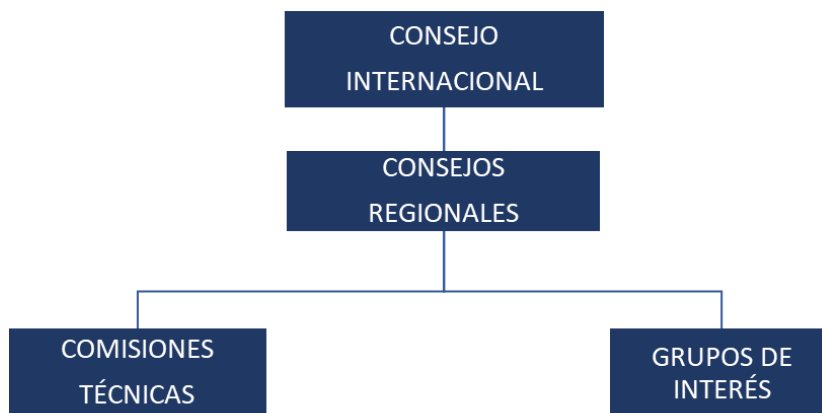 CONSEJO
INTERNACIONAL
CONSEJOS
REGIONALES
COMISIONES
TÉCNICAS
GRUPOS DE
INTERÉS